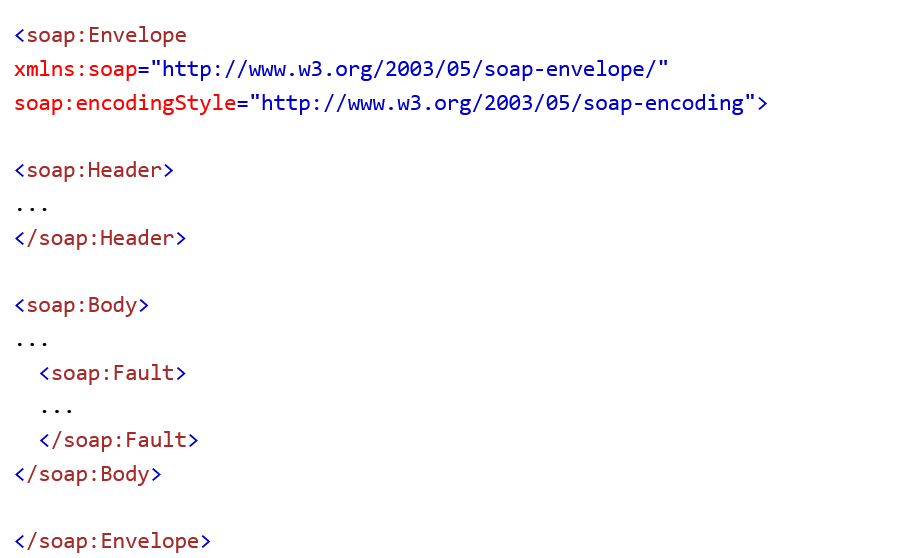 <soap:Envelope
xmlns:soap="http://www.w3.org/2003/05/soap-envelope/"
soap:encodingStyle="http://www.w3.org/2003/05/soap-encoding">
<soap:Header>
...
</soap:Header>
<soap:Body>
...
<soap:Fault>
...
</soap:Fault>
</soap:Body>
</soap:Envelope>